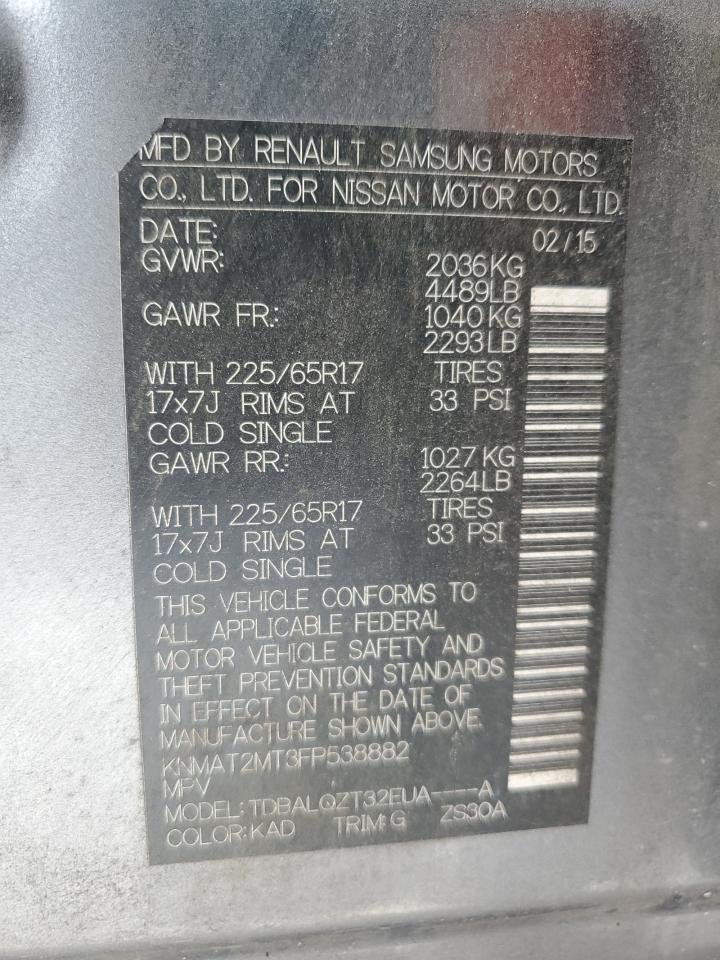 MFD BY RENAULT SAMSUNG MOTORS
CO., LTD. FOR NISSAN MOTOR CO., LTD.
DATE: 02/15
GVWR: 2036KG
4489LB
GAWR FR.: 1040KG
2293LB
WITH 225/65R17 TIRES
17x7J RIMS AT 33 PSI
COLD SINGLE
GAWR RR.: 1027KG
2264LB
WITH 225/65R17 TIRES
17x7J RIMS AT 33 PSI
COLD SINGLE
THIS VEHICLE CONFORMS TO
ALL APPLICABLE FEDERAL
MOTOR VEHICLE SAFETY AND
THEFT PREVENTION STANDARDS
IN EFFECT ON THE DATE OF
MANUFACTURE SHOWN ABOVE.
KNMAT2MT3FP538882
MPV
MODEL: TDBALQZT32EUA----A
COLOR:KAD TRIM:G ZS30A